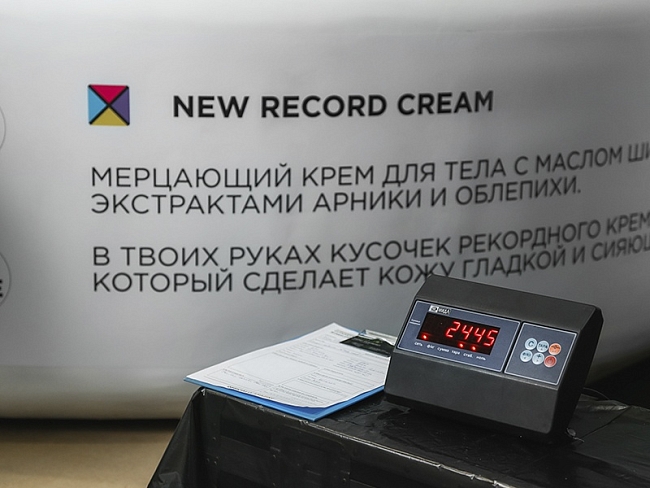 NEW RECORD CREAM
МЕРЦАЮЩИЙ КРЕМ ДЛЯ ТЕЛА С МАСЛОМ ШИ
ЭКСТРАКТАМИ АРНИКИ И ОБЛЕПИХИ.
В ТВОИХ РУКАХ КУСОЧЕК РЕКОРДНОГО КРЕМ
КОТОРЫЙ СДЕЛАЕТ КОЖУ ГЛАДКОЙ И СИЯЮЩ
2445